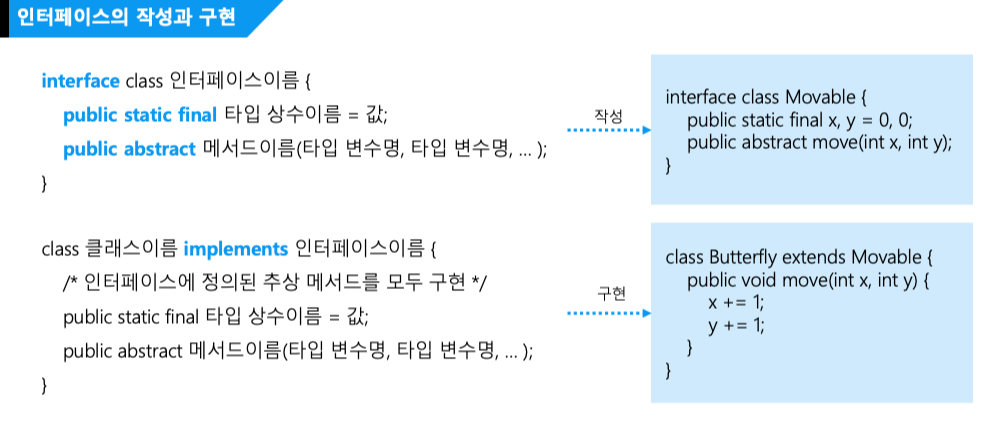 인터페이스의 작성과 구현
interface class 인터페이스이름 {
public static final 타입 상수이름 = 값;
public abstract 메서드이름(타입 변수명, 타입 변수명, ... );
}
작성
interface class Movable {
public static final x, y = 0, 0;
public abstract move(int x, int y);
}
class 클래스이름 implements 인터페이스이름 {
/* 인터페이스에 정의된 추상 메서드를 모두 구현 */
public static final 타입 상수이름 = 값;
public abstract 메서드이름(타입 변수명, 타입 변수명, ... );
}
구현
class Butterfly extends Movable {
public void move(int x, int y) {
x += 1;
y += 1;
}
}